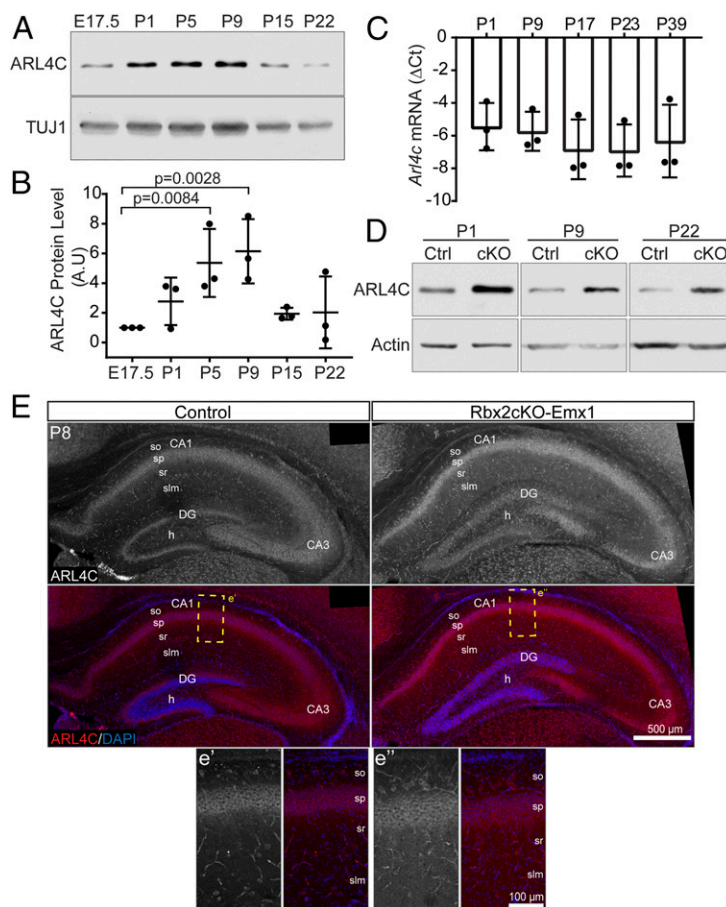 A
E17.5 P1 P5 P9 P15 P22
ARL4C
TUJ1
B
p=0.0028
p=0.0084
ARL4C Protein Level
(A.U)
10
8
6
4
2
0
E17.5 P1 P5 P9 P15 P22
C
P1 P9 P17 P23 P39
Arl4c mRNA (ΔCt)
0
-2
-4
-6
-8
-10
D
P1 P9 P22
Ctrl cKO Ctrl cKO Ctrl cKO
ARL4C
Actin
E
Control Rbx2cKO-Emx1
P8
CA1
so
sp
sr
slm
DG
h
CA3
ARL4C
CA1
so
sp
sr
slm
DG
h
CA3
e'
CA1
so
sp
sr
slm
DG
h
CA3
ARL4C/DAPI
e''
CA1
so
sp
sr
slm
DG
h
CA3
500 µm
e'
so
sp
sr
slm
e''
so
sp
sr
slm
100 µm